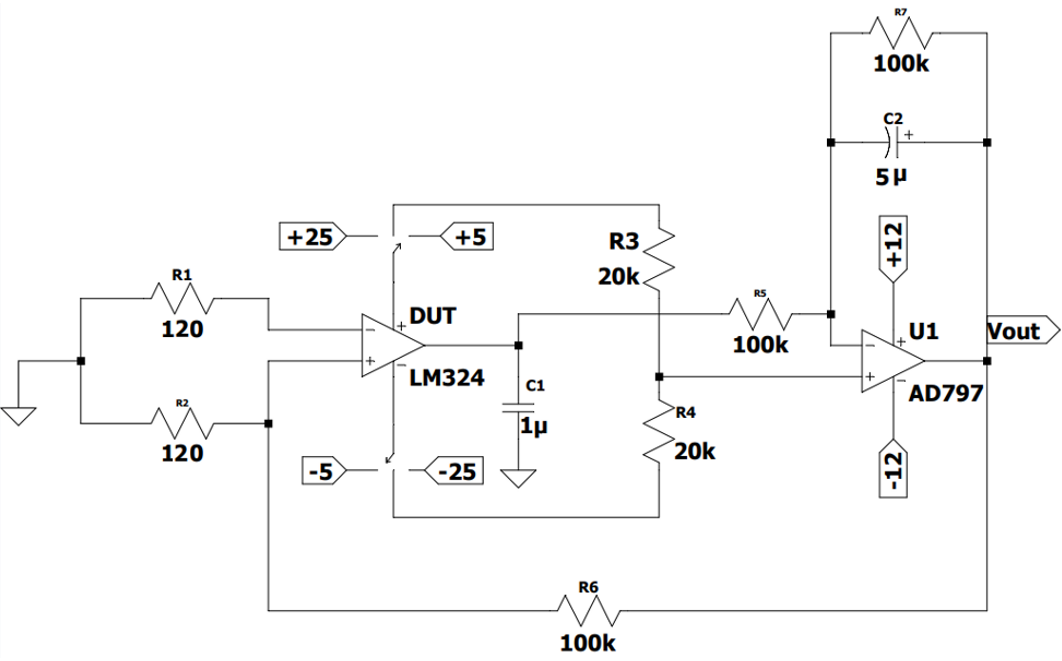 R7
100k
C2
+
5µ
+12
+25
+5
R3
20k
R1
120
DUT
LM324
R5
100k
U1
Vout
AD797
C1
1µ
R2
120
R4
20k
-5
-25
-12
R6
100k